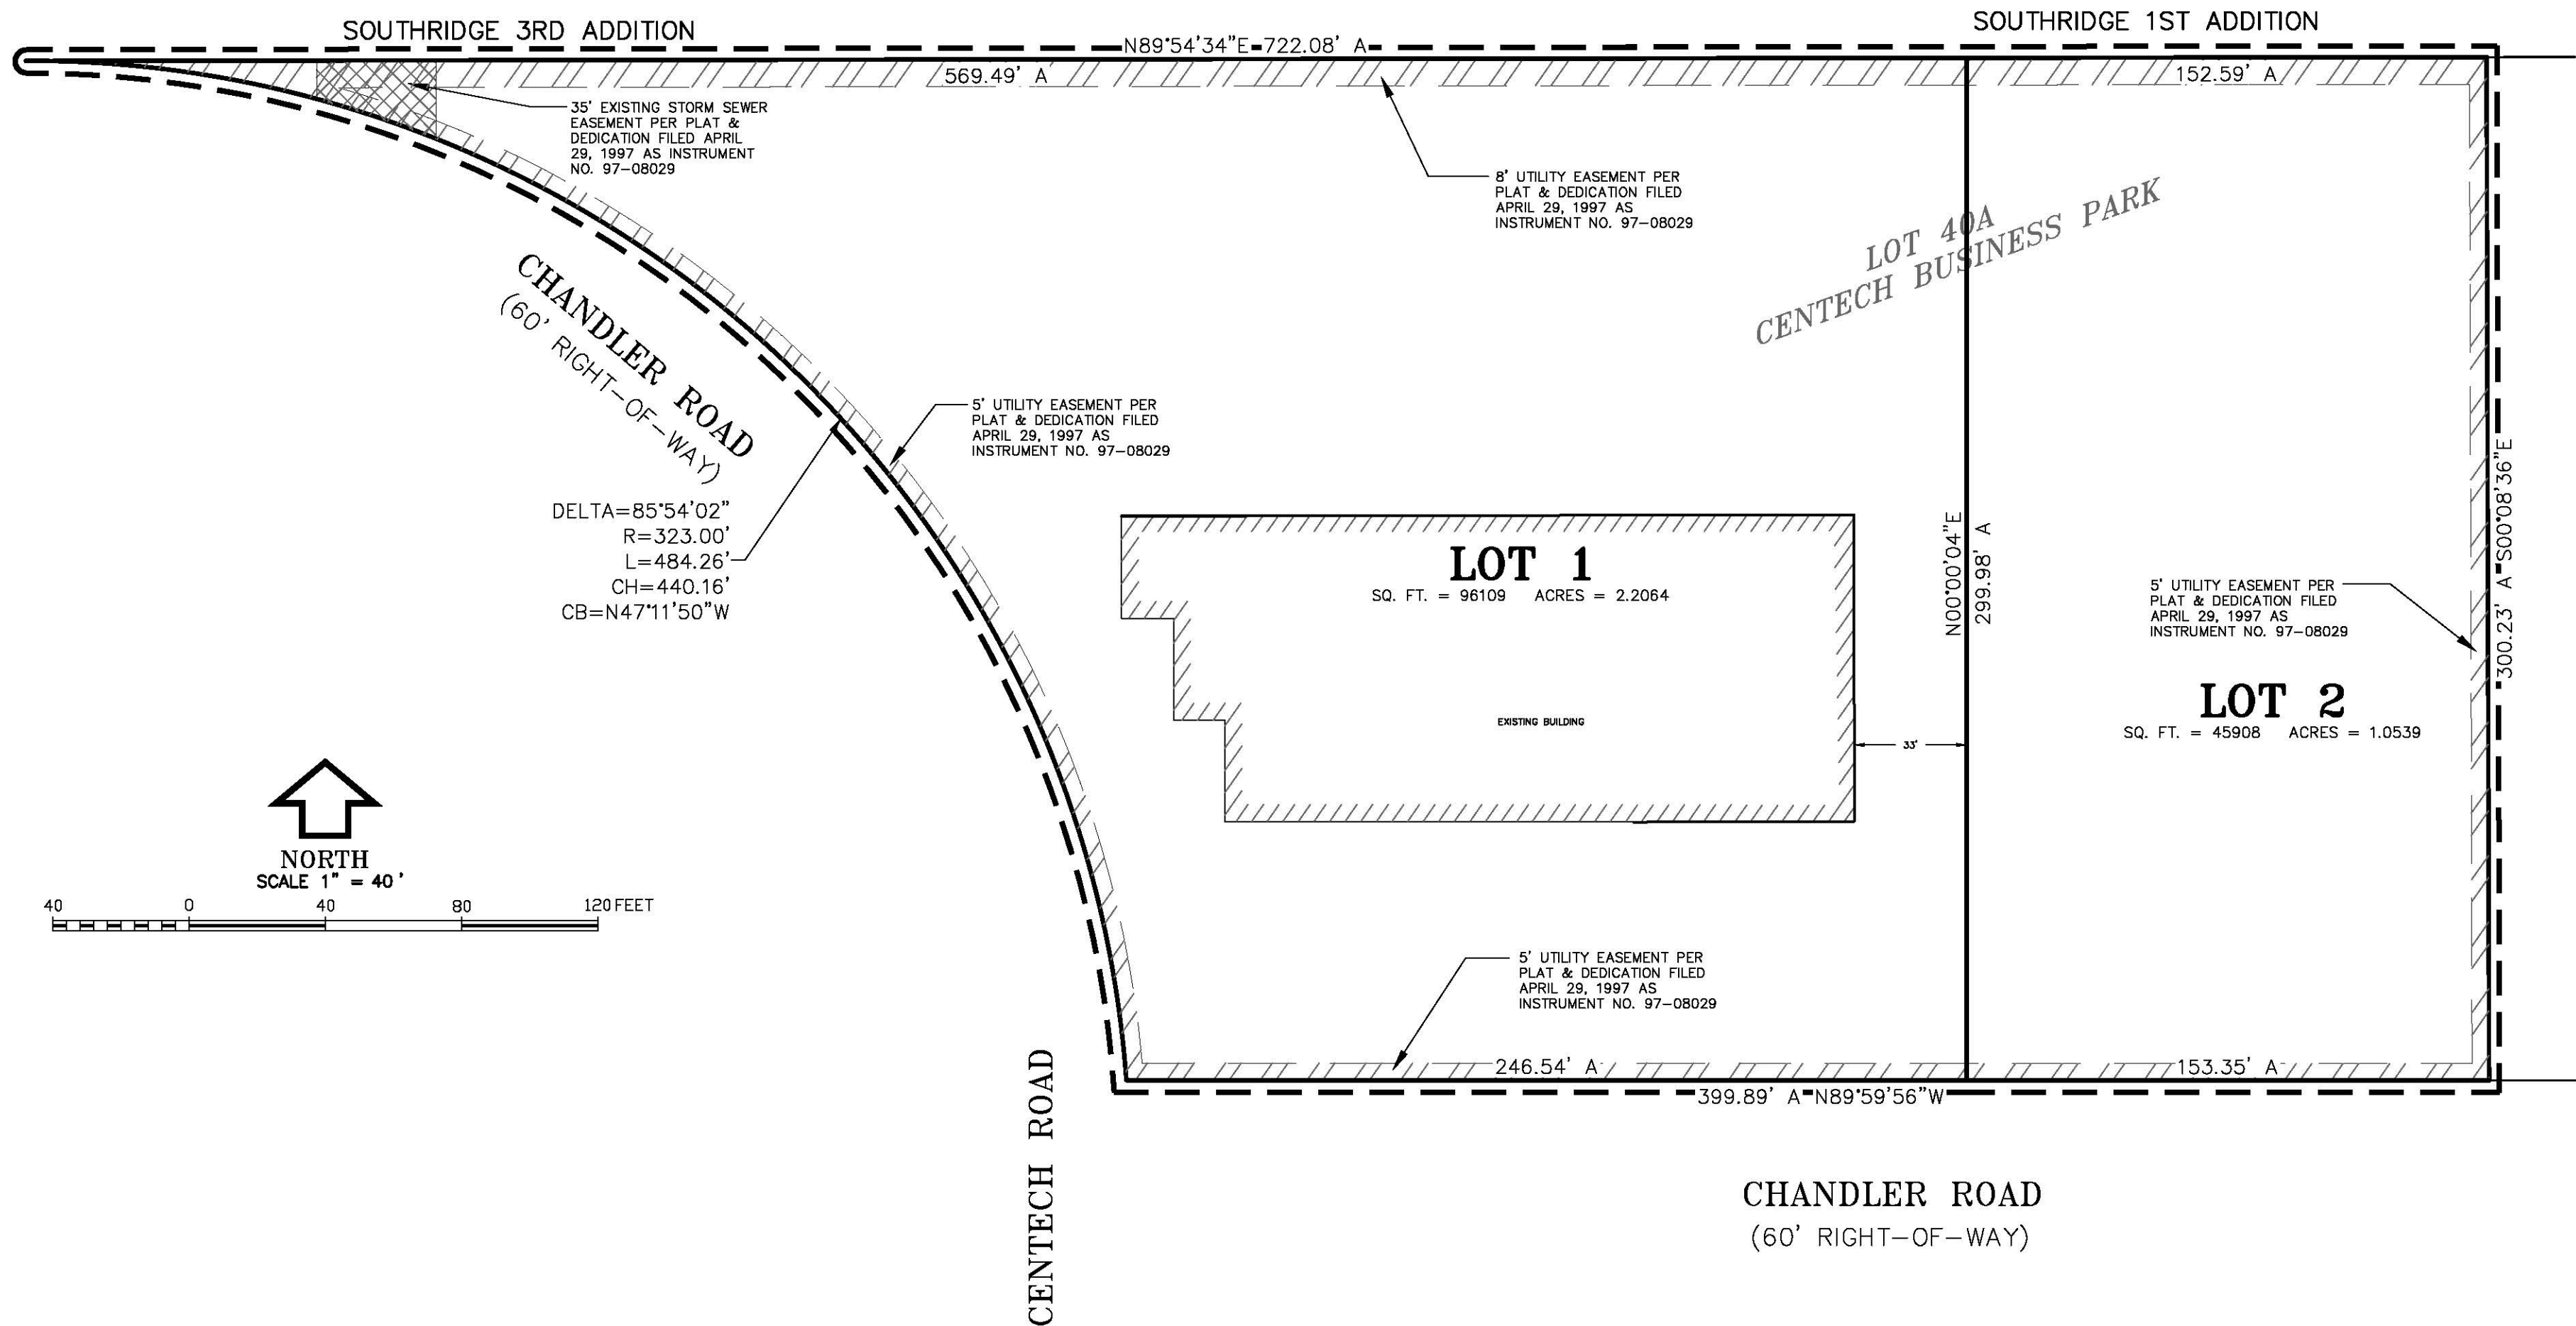 SOUTHRIDGE 3RD ADDITION
SOUTHRIDGE 1ST ADDITION
N89°54'34"E 722.08' A
569.49' A
152.59' A
35' EXISTING STORM SEWER
EASEMENT PER PLAT &
DEDICATION FILED APRIL
29, 1997 AS INSTRUMENT
NO. 97-08029
8' UTILITY EASEMENT PER
PLAT & DEDICATION FILED
APRIL 29, 1997 AS
INSTRUMENT NO. 97-08029
LOT 40A
CENTECH BUSINESS PARK
CHANDLER ROAD
(60' RIGHT-OF-WAY)
5' UTILITY EASEMENT PER
PLAT & DEDICATION FILED
APRIL 29, 1997 AS
INSTRUMENT NO. 97-08029
DELTA=85°54'02"
R=323.00'
L=484.26'
CH=440.16'
CB=N47°11'50"W
LOT 1
SQ. FT. = 96109 ACRES = 2.2064
EXISTING BUILDING
33'
N00°00'04"E
299.98' A
5' UTILITY EASEMENT PER
PLAT & DEDICATION FILED
APRIL 29, 1997 AS
INSTRUMENT NO. 97-08029
300.23' A S00°08'36"E
LOT 2
SQ. FT. = 45908 ACRES = 1.0539
NORTH
SCALE 1" = 40'
40 0 40 80 120 FEET
5' UTILITY EASEMENT PER
PLAT & DEDICATION FILED
APRIL 29, 1997 AS
INSTRUMENT NO. 97-08029
246.54' A
153.35' A
399.89' A N89°59'56"W
CENTECH ROAD
CHANDLER ROAD
(60' RIGHT-OF-WAY)